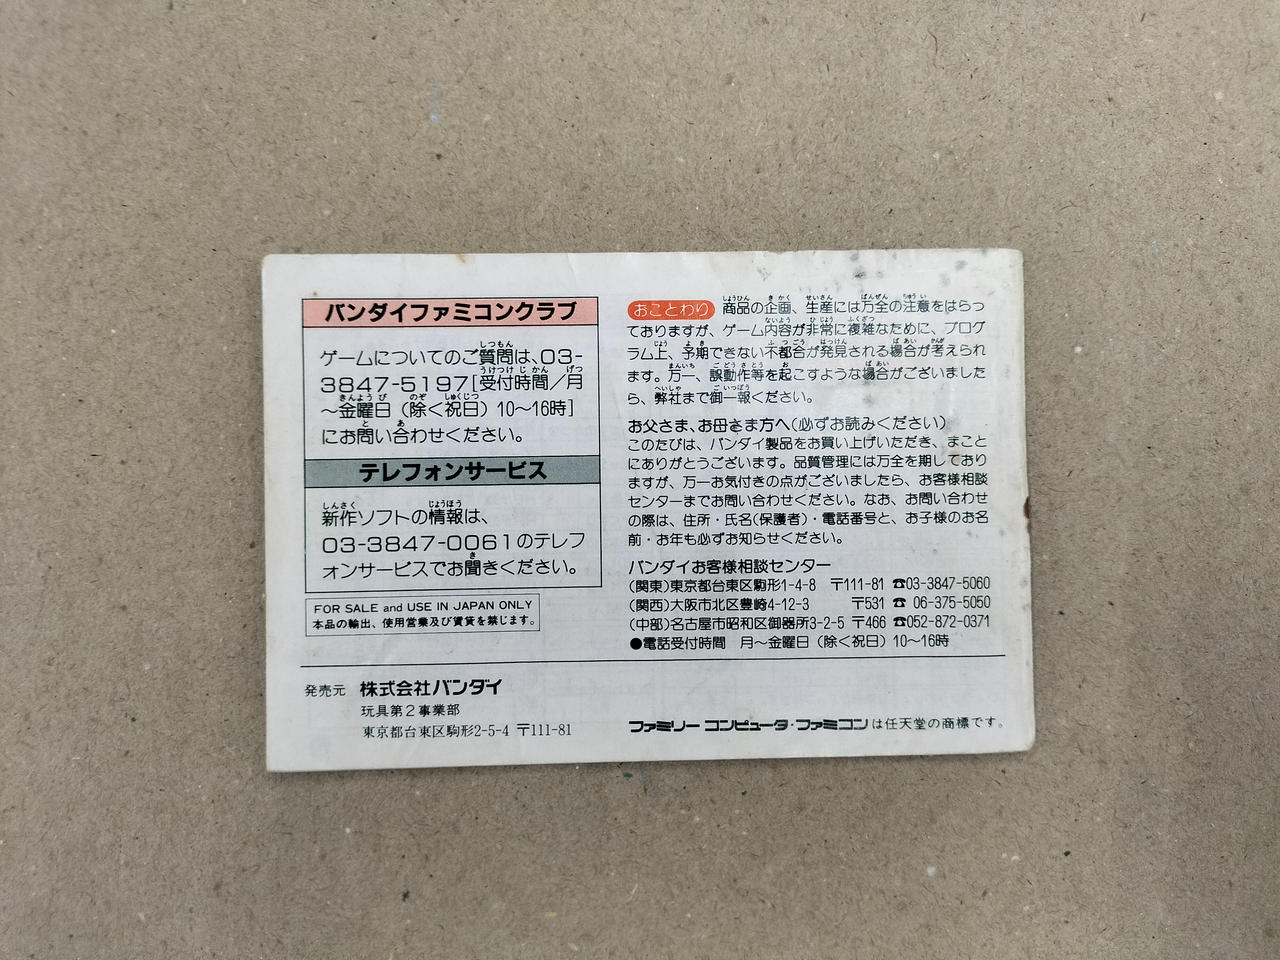 バンダイファミコンクラブ
ゲームについてのご質問は、03-
3847-5197[受付時間／月
～金曜日（除く祝日）10～16時]
にお問い合わせください。
テレフォンサービス
新作ソフトの情報は、
03-3847-0061のテレフ
ォンサービスでお聞きください。
FOR SALE and USE IN JAPAN ONLY
本品の輸出、使用営業及び賃貸を禁じます。
おことわり 商品の企画、生産には万全の注意をはらっ
ておりますが、ゲーム内容が非常に複雑なために、プログ
ラム上、予期できない不都合が発見される場合が考えられ
ます。万一、誤動作等を起こすような場合がございました
ら、弊社まで御一報ください。
お父さま、お母さま方へ（必ずお読みください）
このたびは、バンダイ製品をお買い上げいただき、まこと
にありがとうございます。品質管理には万全を期しており
ますが、万一お気付きの点がございましたら、お客様相談
センターまでお問い合わせください。なお、お問い合わせ
の際は、住所・氏名(保護者)・電話番号と、お子様のお名
前・お年も必ずお知らせください。
バンダイお客様相談センター
(関東)東京都台東区駒形1-4-8 〒111-81 ☎03-3847-5060
(関西)大阪市北区豊崎4-12-3 〒531 ☎ 06-375-5050
(中部)名古屋市昭和区御器所3-2-5 〒466 ☎052-872-0371
●電話受付時間 月～金曜日（除く祝日）10～16時
発売元 株式会社バンダイ
玩具第2事業部
東京都台東区駒形2-5-4 〒111-81
ファミリーコンピュータ・ファミコンは任天堂の商標です。